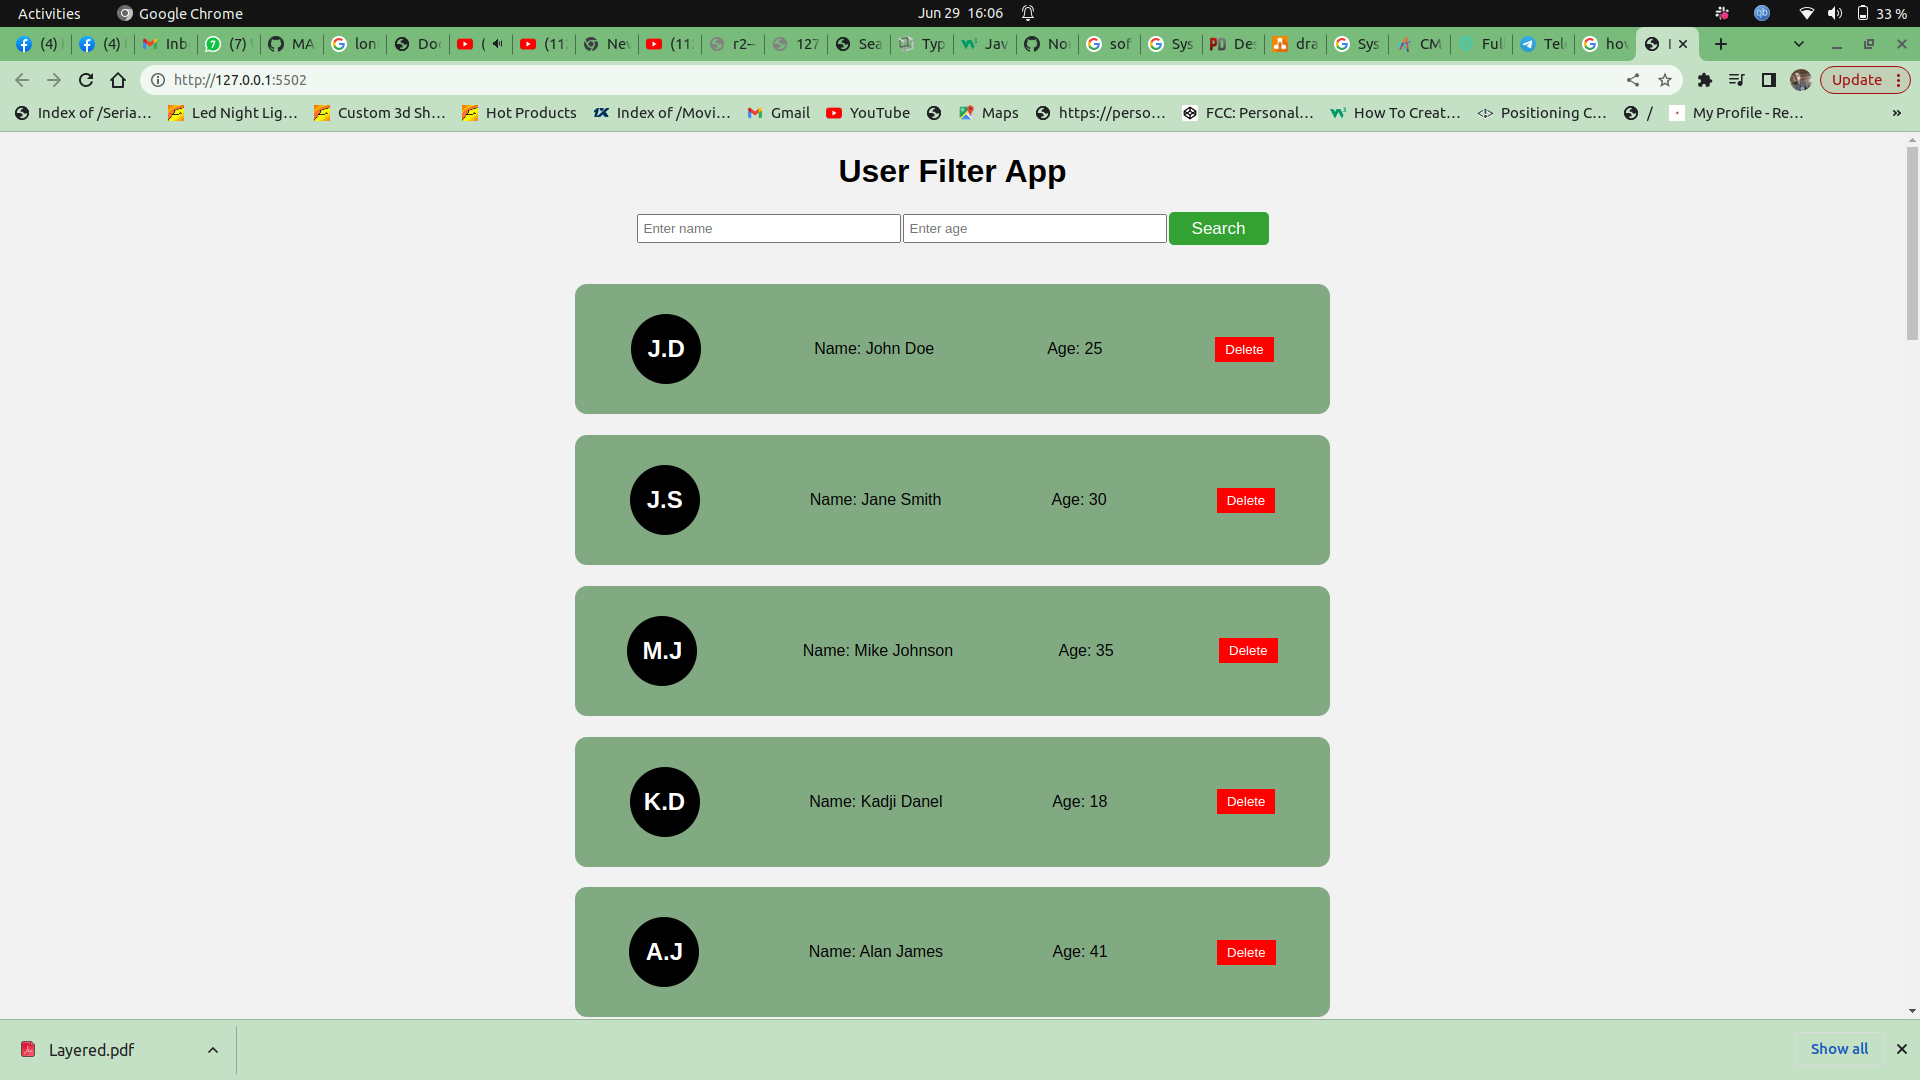 Activities Google Chrome Jun 29 16:06 33 %
(4) (4) Inb (7) MA lon Doc ( (11 Nev (11 r2– 127 Sea Typ Jav No sof Sys De: dra Sys CM Full Tel hov
http://127.0.0.1:5502 Update
Index of /Seria… Led Night Lig… Custom 3d Sh… Hot Products Index of /Movi… Gmail YouTube Maps https://perso… FCC: Personal… How To Creat… Positioning C… / My Profile - Re… »
User Filter App
Enter name Enter age Search
J.D Name: John Doe Age: 25 Delete
J.S Name: Jane Smith Age: 30 Delete
M.J Name: Mike Johnson Age: 35 Delete
K.D Name: Kadji Danel Age: 18 Delete
A.J Name: Alan James Age: 41 Delete
Layered.pdf Show all